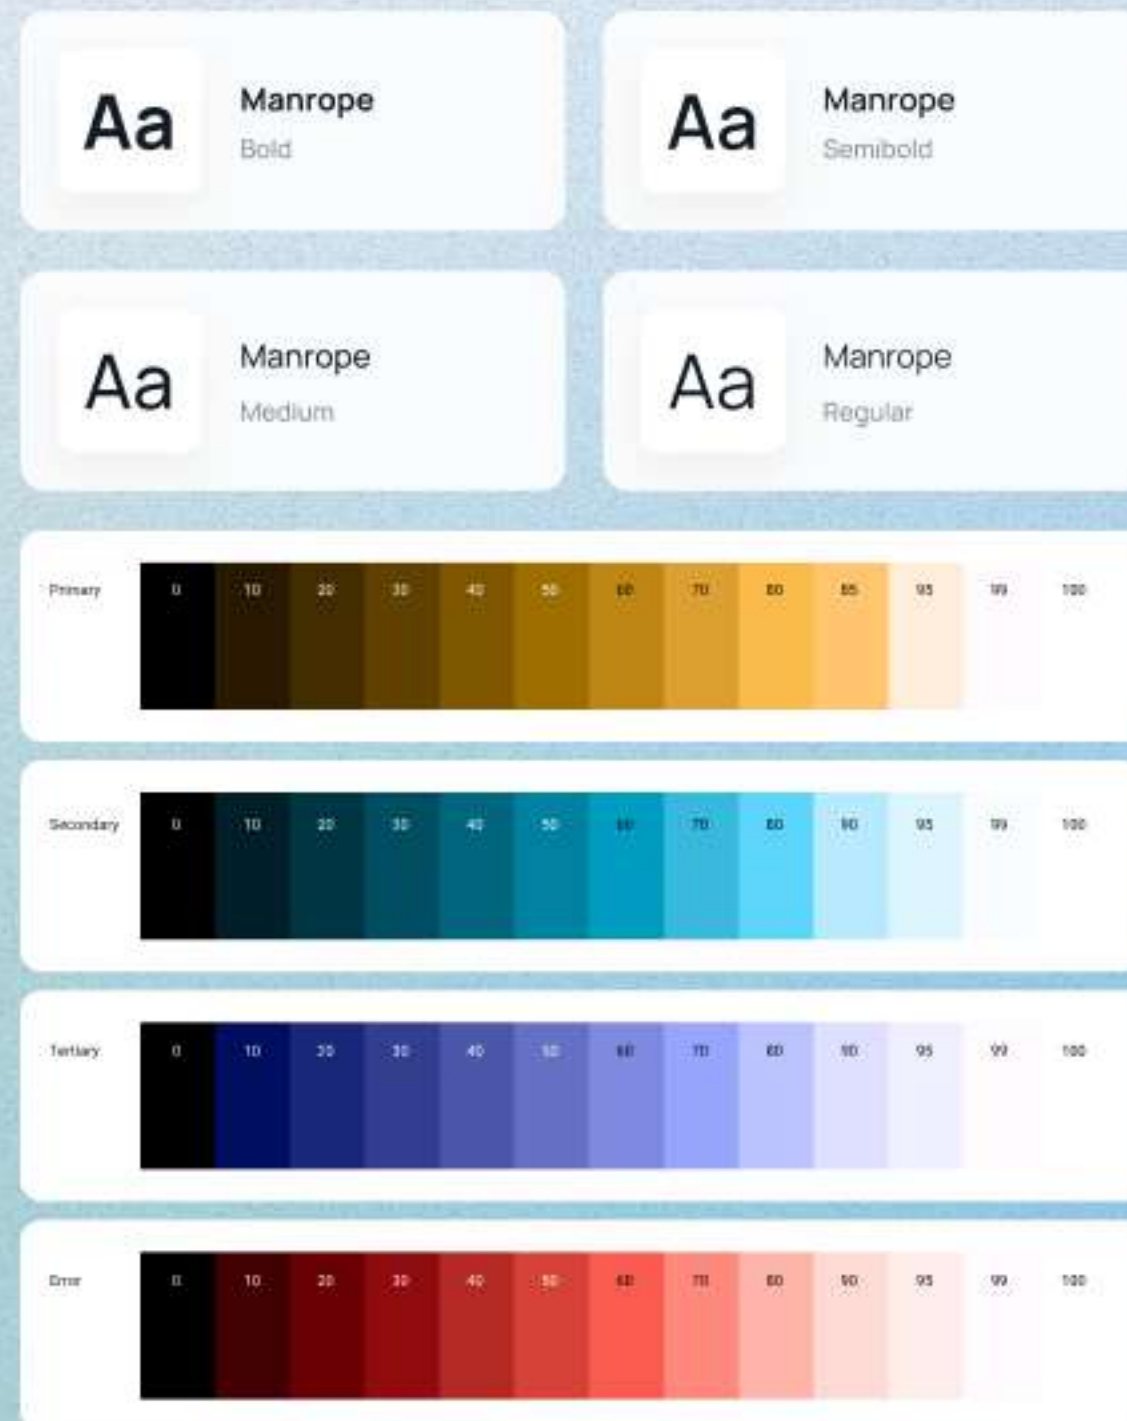 Aa Manrope
Bold
Aa Manrope
Semibold
Aa Manrope
Medium
Aa Manrope
Regular
Primary 0 10 20 30 40 50 60 70 80 85 95 99 100
Secondary 0 10 20 30 40 50 60 70 80 90 95 99 100
Tertiary 0 10 20 30 40 50 60 70 80 90 95 99 100
Error 0 10 20 30 40 50 60 70 80 90 95 99 100